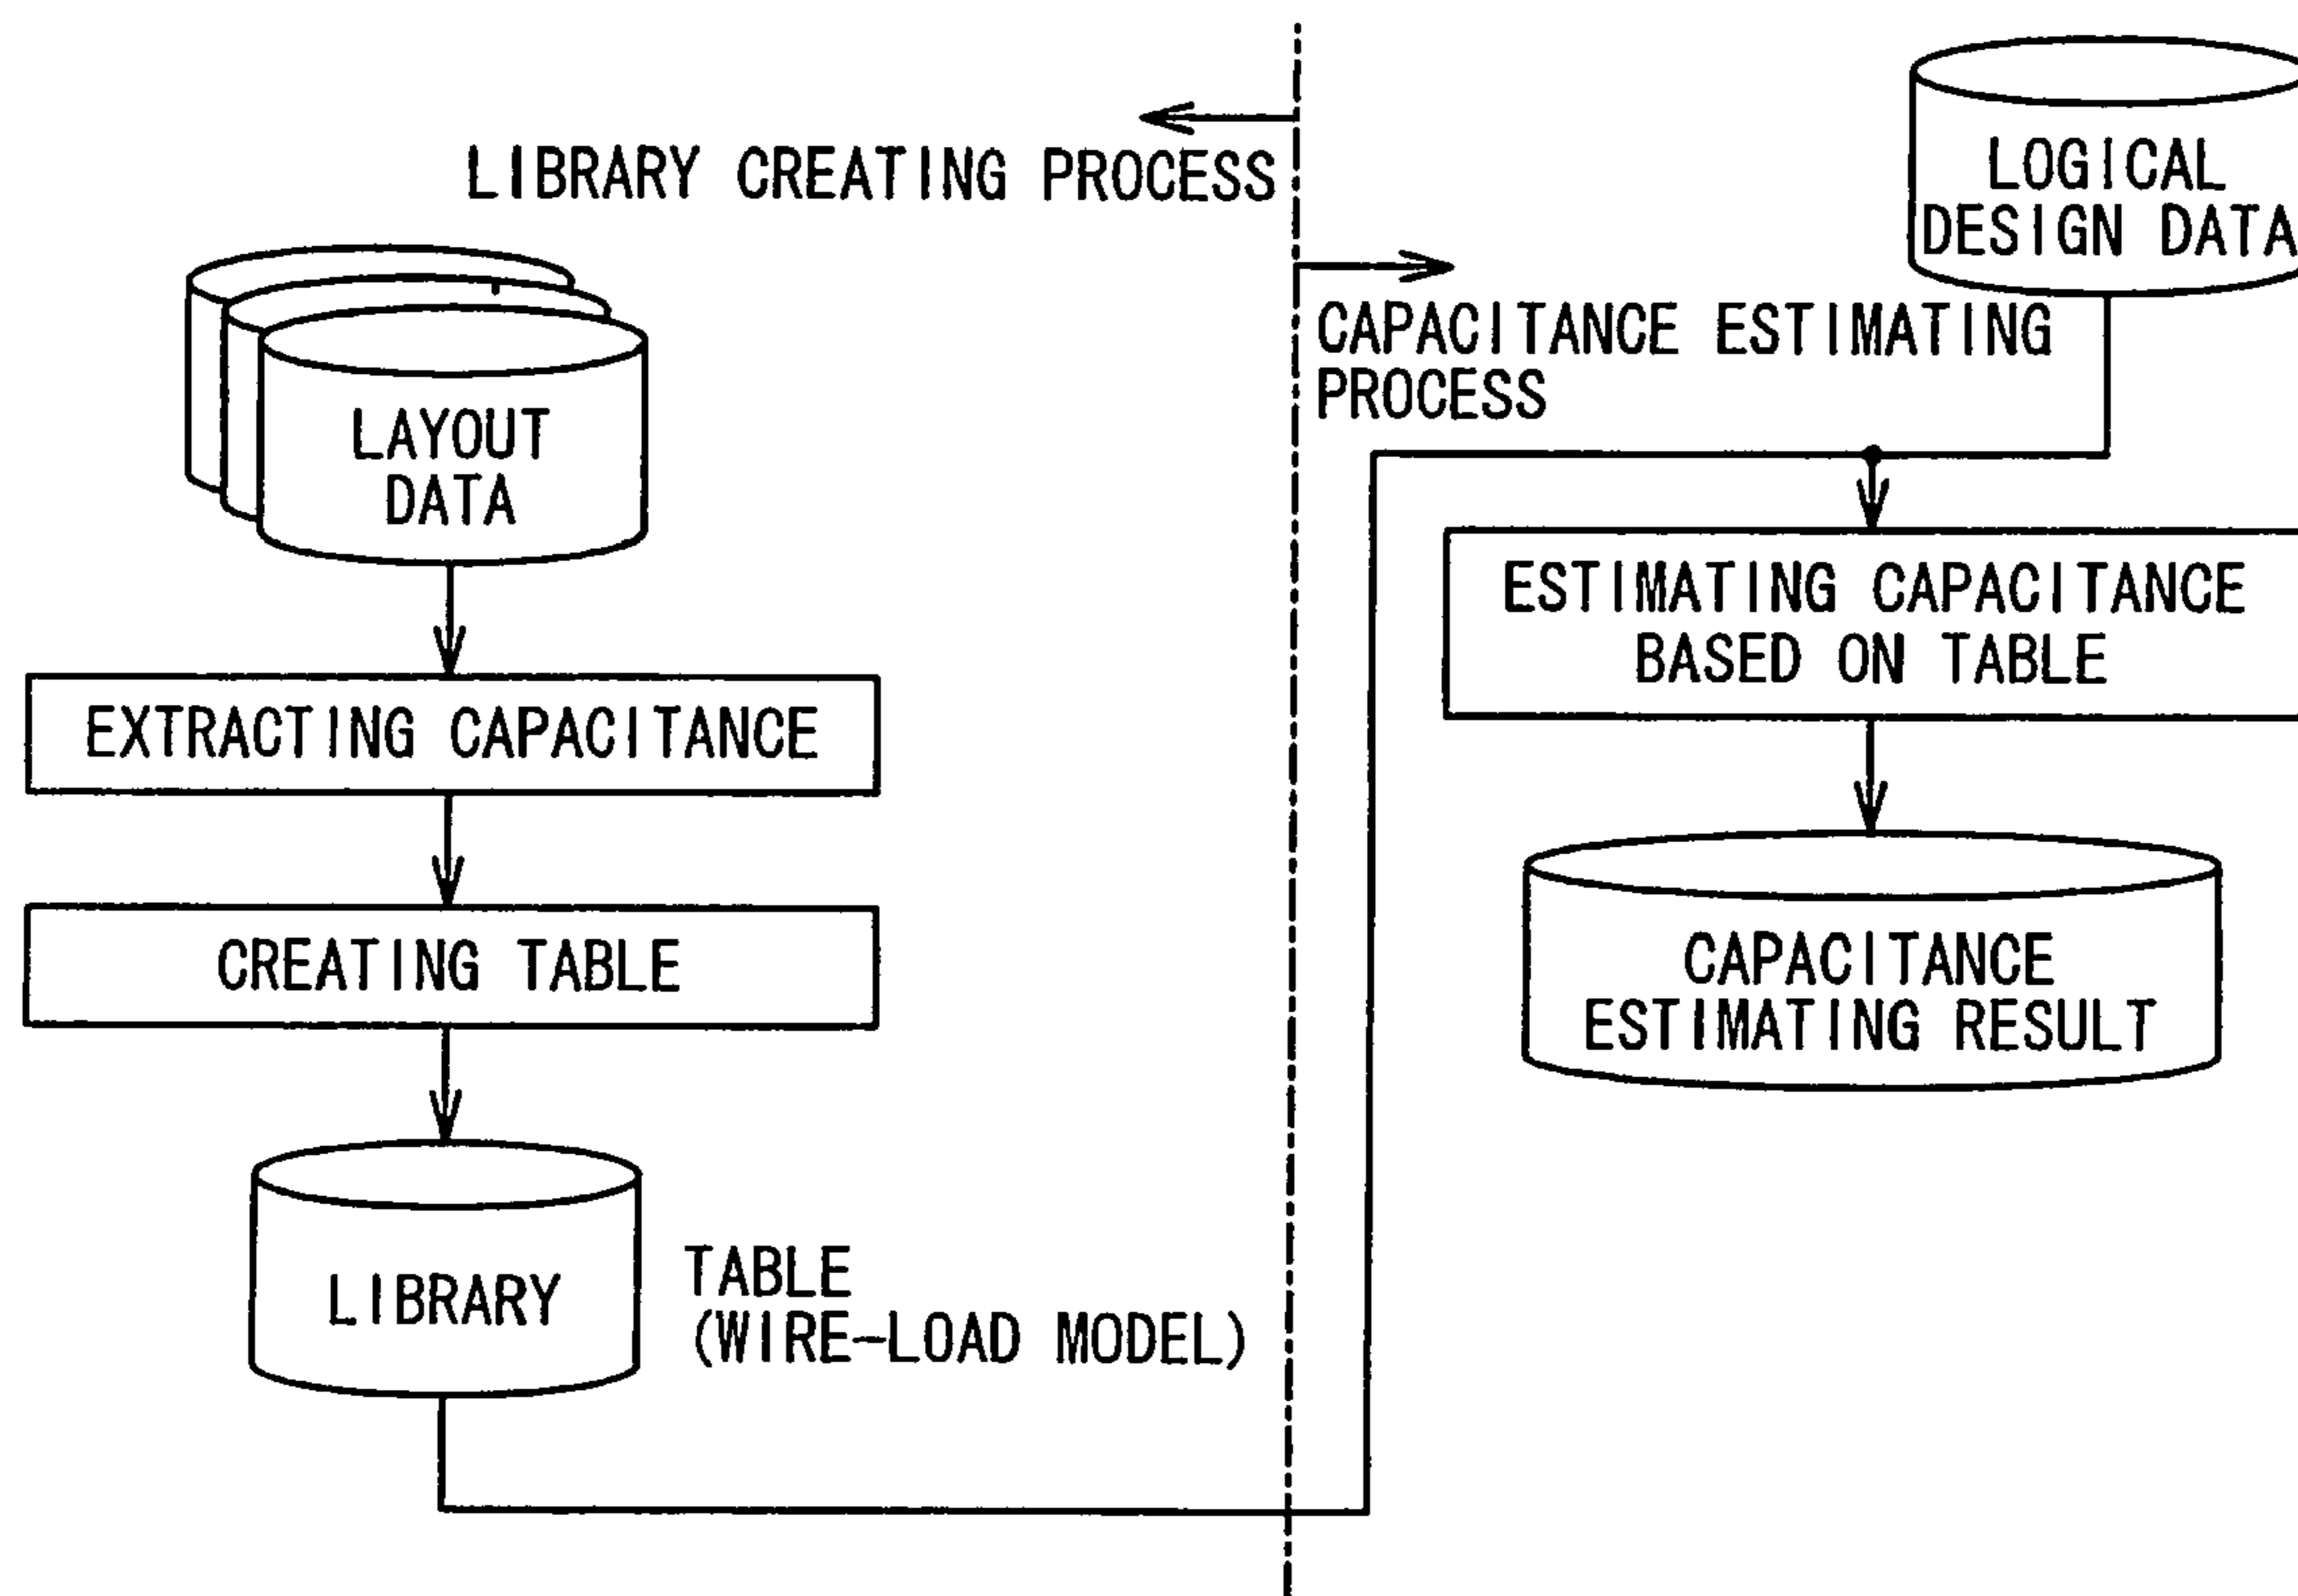 LIBRARY CREATING PROCESS
LAYOUT
DATA
EXTRACTING CAPACITANCE
CREATING TABLE
LIBRARY
TABLE
(WIRE-LOAD MODEL)
LOGICAL
DESIGN DATA
CAPACITANCE ESTIMATING
PROCESS
ESTIMATING CAPACITANCE
BASED ON TABLE
CAPACITANCE
ESTIMATING RESULT